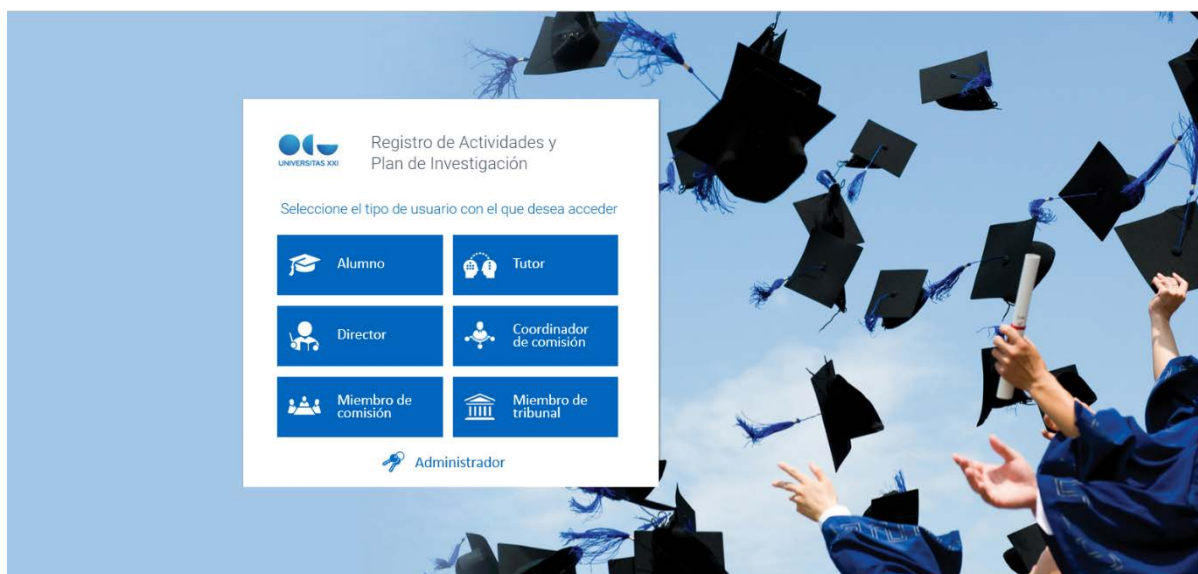 Registro de Actividades y
Plan de Investigación
UNIVERSITAS XXI
Seleccione el tipo de usuario con el que desea acceder
Alumno
Tutor
Director
Coordinador
de comisión
Miembro de
comisión
Miembro de
tribunal
Administrador